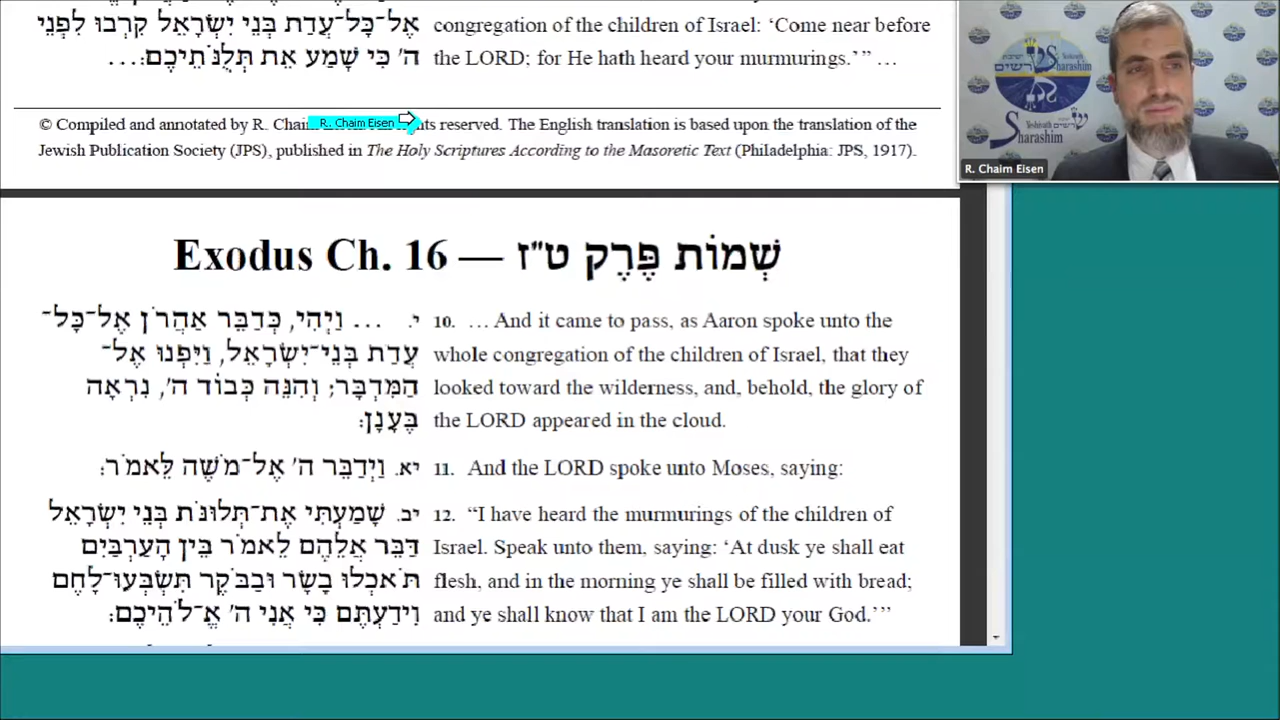 אֶל־כָּל־עֲדַת בְּנֵי יִשְׂרָאֵל קִרְבוּ לִפְנֵי
ה' כִּי שָׁמַע אֵת תְּלֻנֹּתֵיכֶם:…
congregation of the children of Israel: ‘Come near before
the LORD; for He hath heard your murmurings.’” …
© Compiled and annotated by R. Chaim reserved. The English translation is based upon the translation of the
R. Chaim Eisen
Jewish Publication Society (JPS), published in The Holy Scriptures According to the Masoretic Text (Philadelphia: JPS, 1917).
Exodus Ch. 16 — שְׁמוֹת פֶּרֶק ט"ז
י. … וַיְהִי, כְּדַבֵּר אַהֲרֹן אֶל־כָּל־
עֲדַת בְּנֵי־יִשְׂרָאֵל, וַיִּפְנוּ אֶל־
הַמִּדְבָּר; וְהִנֵּה כְּבוֹד ה', נִרְאָה
בֶּעָנָן:
10. … And it came to pass, as Aaron spoke unto the
whole congregation of the children of Israel, that they
looked toward the wilderness, and, behold, the glory of
the LORD appeared in the cloud.
יא. וַיְדַבֵּר ה' אֶל־מֹשֶׁה לֵּאמֹר:
11. And the LORD spoke unto Moses, saying:
יב. שָׁמַעְתִּי אֶת־תְּלוּנֹּת בְּנֵי יִשְׂרָאֵל
דַּבֵּר אֲלֵהֶם לֵאמֹר בֵּין הָעַרְבַּיִם
תֹּאכְלוּ בָשָׂר וּבַבֹּקֶר תִּשְׂבְּעוּ־לָחֶם
וִידַעְתֶּם כִּי אֲנִי ה' אֱ־לֹהֵיכֶם:
12. “I have heard the murmurings of the children of
Israel. Speak unto them, saying: ‘At dusk ye shall eat
flesh, and in the morning ye shall be filled with bread;
and ye shall know that I am the LORD your God.’”
Yeshivath
Sharashim
R. Chaim Eisen